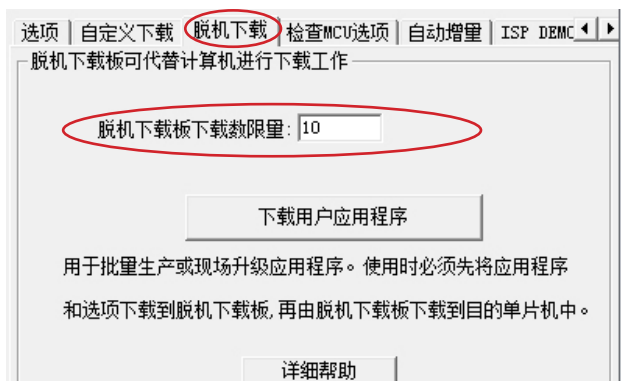 选项 自定义下载 脱机下载 检查MCU选项 自动增量 ISP DEMO
脱机下载板可代替计算机进行下载工作
脱机下载板下载数限量: 10
下载用户应用程序
用于批量生产或现场升级应用程序。使用时必须先将应用程序
和选项下载到脱机下载板,再由脱机下载板下载到目的单片机中。
详细帮助